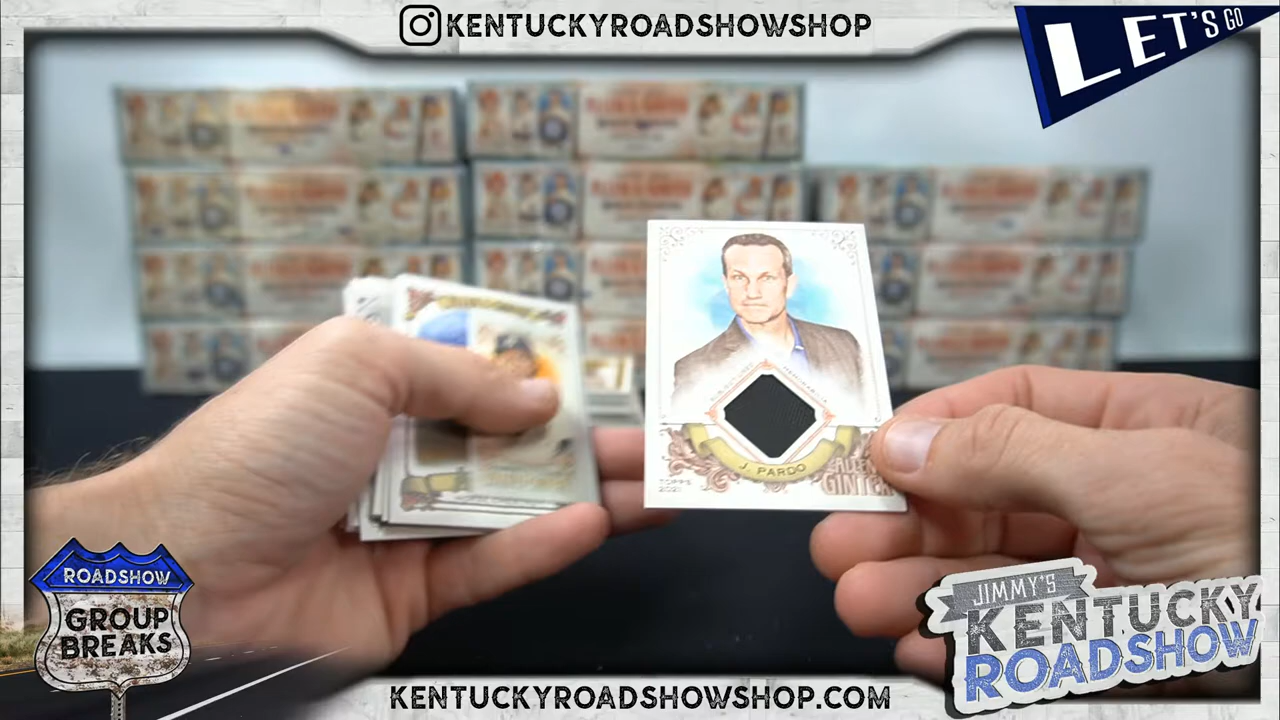 KENTUCKYROADSHOWSHOP
LET'S GO
J. PARDO
TOPPS
2021
ALLEN
GINTER
ROADSHOW
GROUP
BREAKS
JIMMY'S
KENTUCKY
ROADSHOW
KENTUCKYROADSHOWSHOP.COM